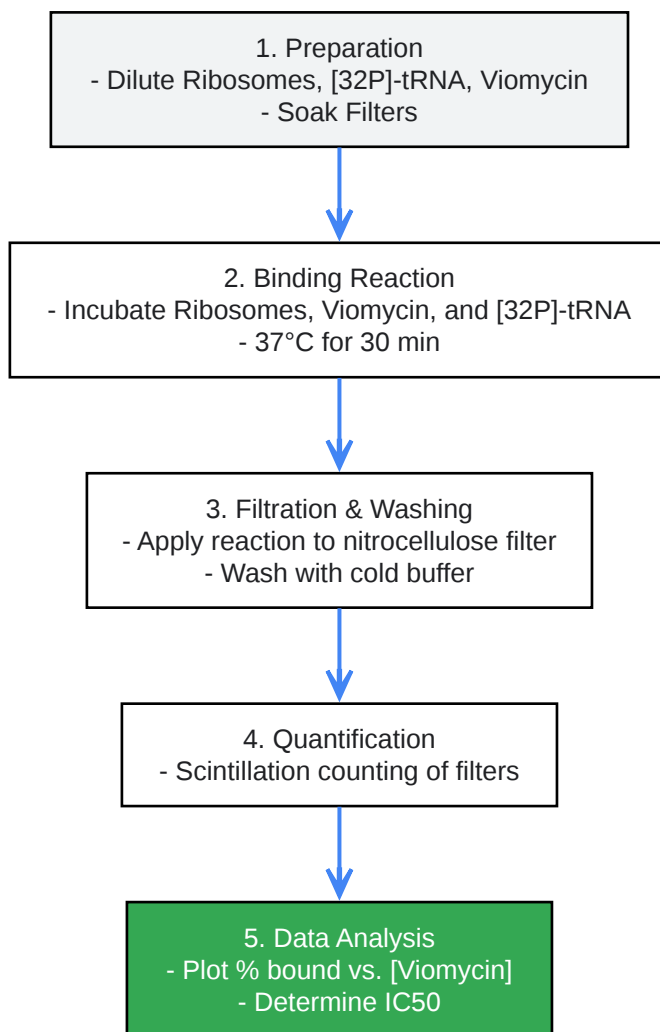 1. Preparation
- Dilute Ribosomes, [32P]-tRNA, Viomycin
- Soak Filters
2. Binding Reaction
- Incubate Ribosomes, Viomycin, and [32P]-tRNA
- 37°C for 30 min
3. Filtration & Washing
- Apply reaction to nitrocellulose filter
- Wash with cold buffer
4. Quantification
- Scintillation counting of filters
5. Data Analysis
- Plot % bound vs. [Viomycin]
- Determine IC50